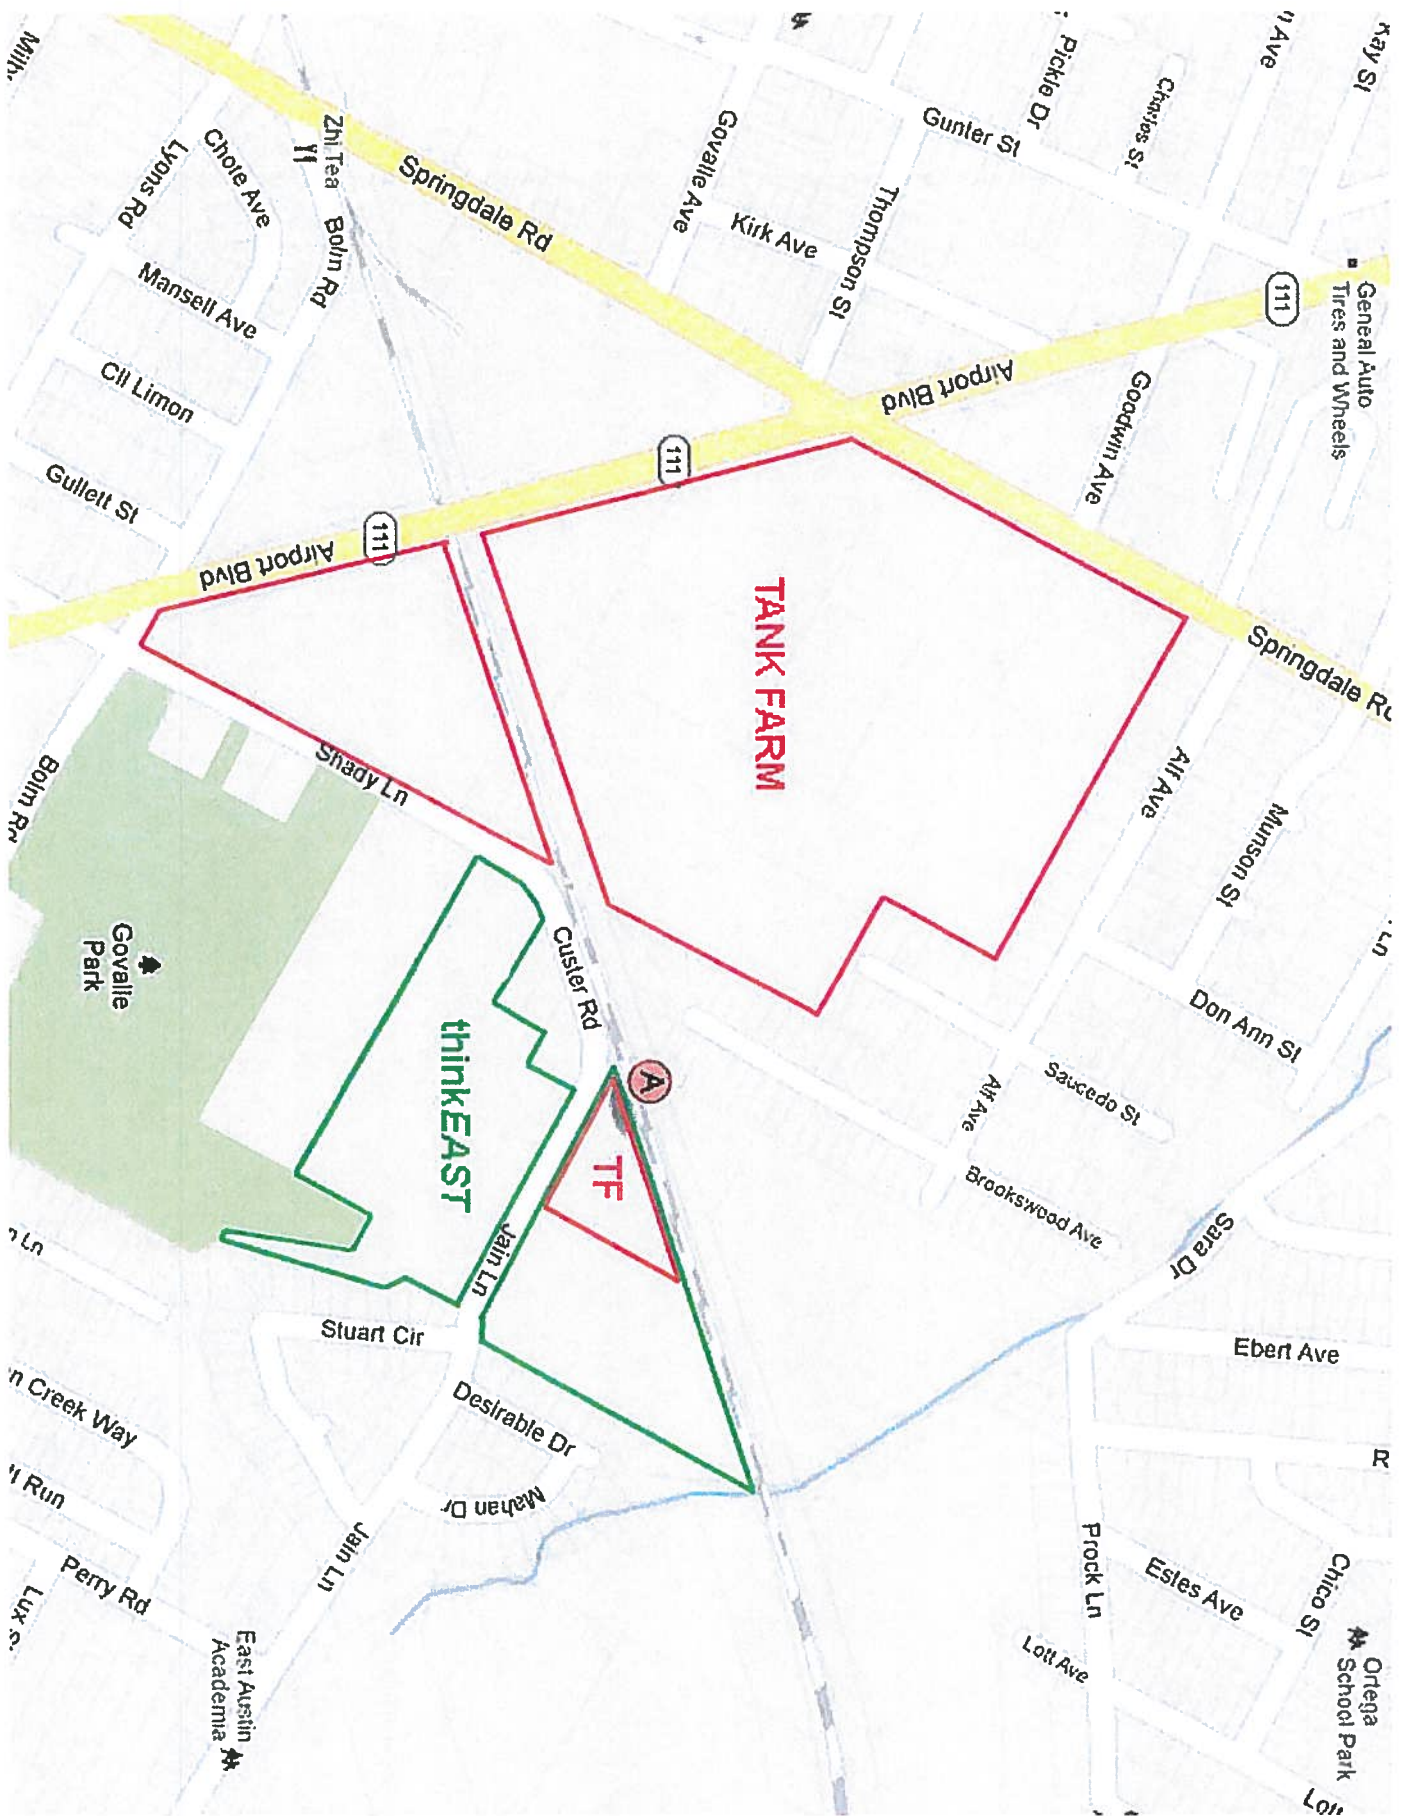 Kay St
General Auto
Tires and Wheels
Springdale Rd
Ortega
School Park
Lott
Ave
111
Munson St
Don Ann St
Ebert Ave
R
Chico St
Charles St
Goodwin Ave
Alf Ave
Saucedo St
Sara Dr
Estes Ave
Pickle Dr
Gunter St
Airport Blvd
Alf Ave
Brookswood Ave
Prock Ln
Lott Ave
Thompson St
Kirk Ave
Govalle Ave
TANK FARM
111
A
TF
Springdale Rd
Custer Rd
Jain Ln
Desirable Dr
Mahan Dr
thinkEAST
Zhi Tea
Bolm Rd
111
Airport Blvd
Shady Ln
Stuart Cir
Jain Ln
Chote Ave
Lyons Rd
Mansell Ave
Cll Limon
Gullett St
Govalle
Park
Perry Rd
East Austin
Academia
Bolm Rd
n Ln
n Creek Way
Run
Lux S